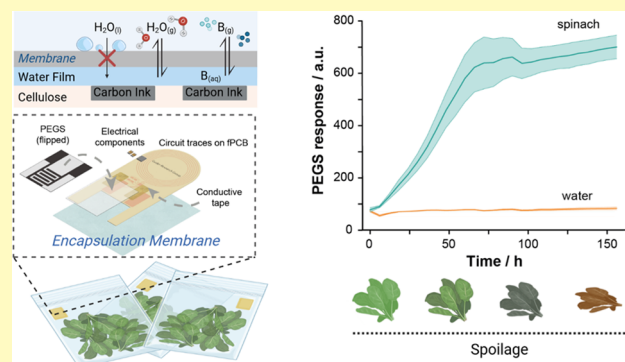 H2O(l)
H2O(g)
B(g)
Membrane
Water Film
B(aq)
Cellulose
Carbon Ink
Carbon Ink
PEGS
(flipped)
Electrical
components
Circuit traces on fPCB
Conductive
tape
Encapsulation Membrane
PEGS response / a.u.
800
600
400
200
0
spinach
water
0
50
100
150
Time / h
Spoilage